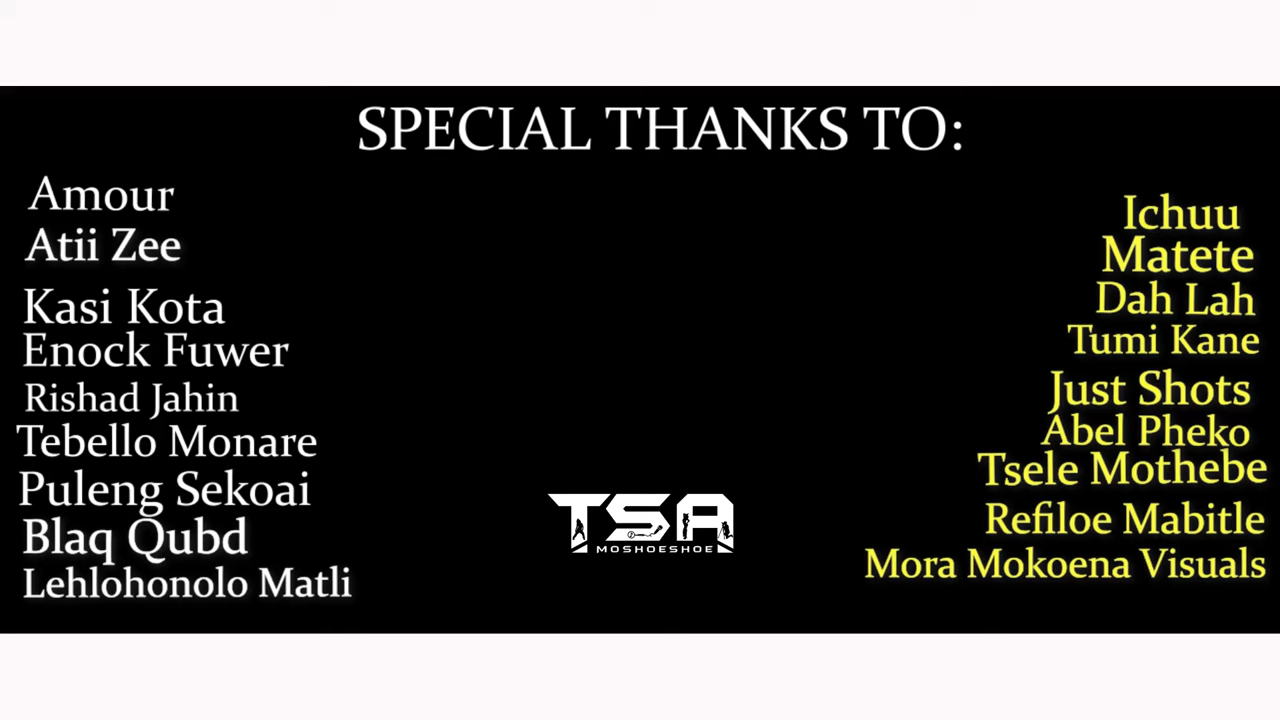 SPECIAL THANKS TO:
Amour
Atii Zee
Kasi Kota
Enock Fuwer
Rishad Jahin
Tebello Monare
Puleng Sekoai
Blaq Qubd
Lehlohonolo Matli
Ichuu
Matete
Dah Lah
Tumi Kane
Just Shots
Abel Pheko
Tsele Mothebe
Refiloe Mabitle
Mora Mokoena Visuals
TSA
MOSHOESHOE